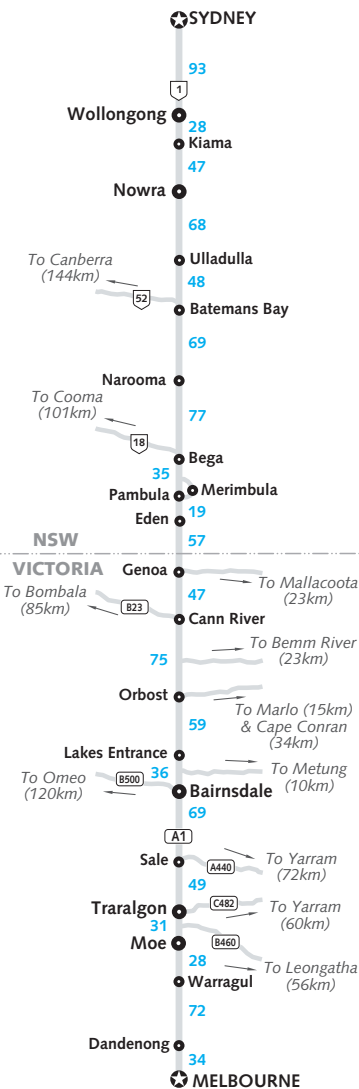 SYDNEY
93
1
Wollongong
28
Kiama
47
Nowra
68
Ulladulla
To Canberra
(144km)
48
52
Batemans Bay
69
Narooma
To Cooma
(101km)
77
18
Bega
35
Merimbula
Pambula
19
Eden
NSW
57
VICTORIA
Genoa
To Mallacoota
(23km)
To Bombala
(85km)
47
B23
Cann River
To Bemm River
(23km)
75
Orbost
To Marlo (15km)
& Cape Conran
(34km)
59
Lakes Entrance
To Metung
(10km)
36
To Omeo
(120km)
B500
Bairnsdale
69
A1
Sale
To Yarram
(72km)
A440
49
C482
Traralgon
To Yarram
(60km)
31
Moe
B460
28
To Leongatha
(56km)
Warragul
72
Dandenong
34
MELBOURNE